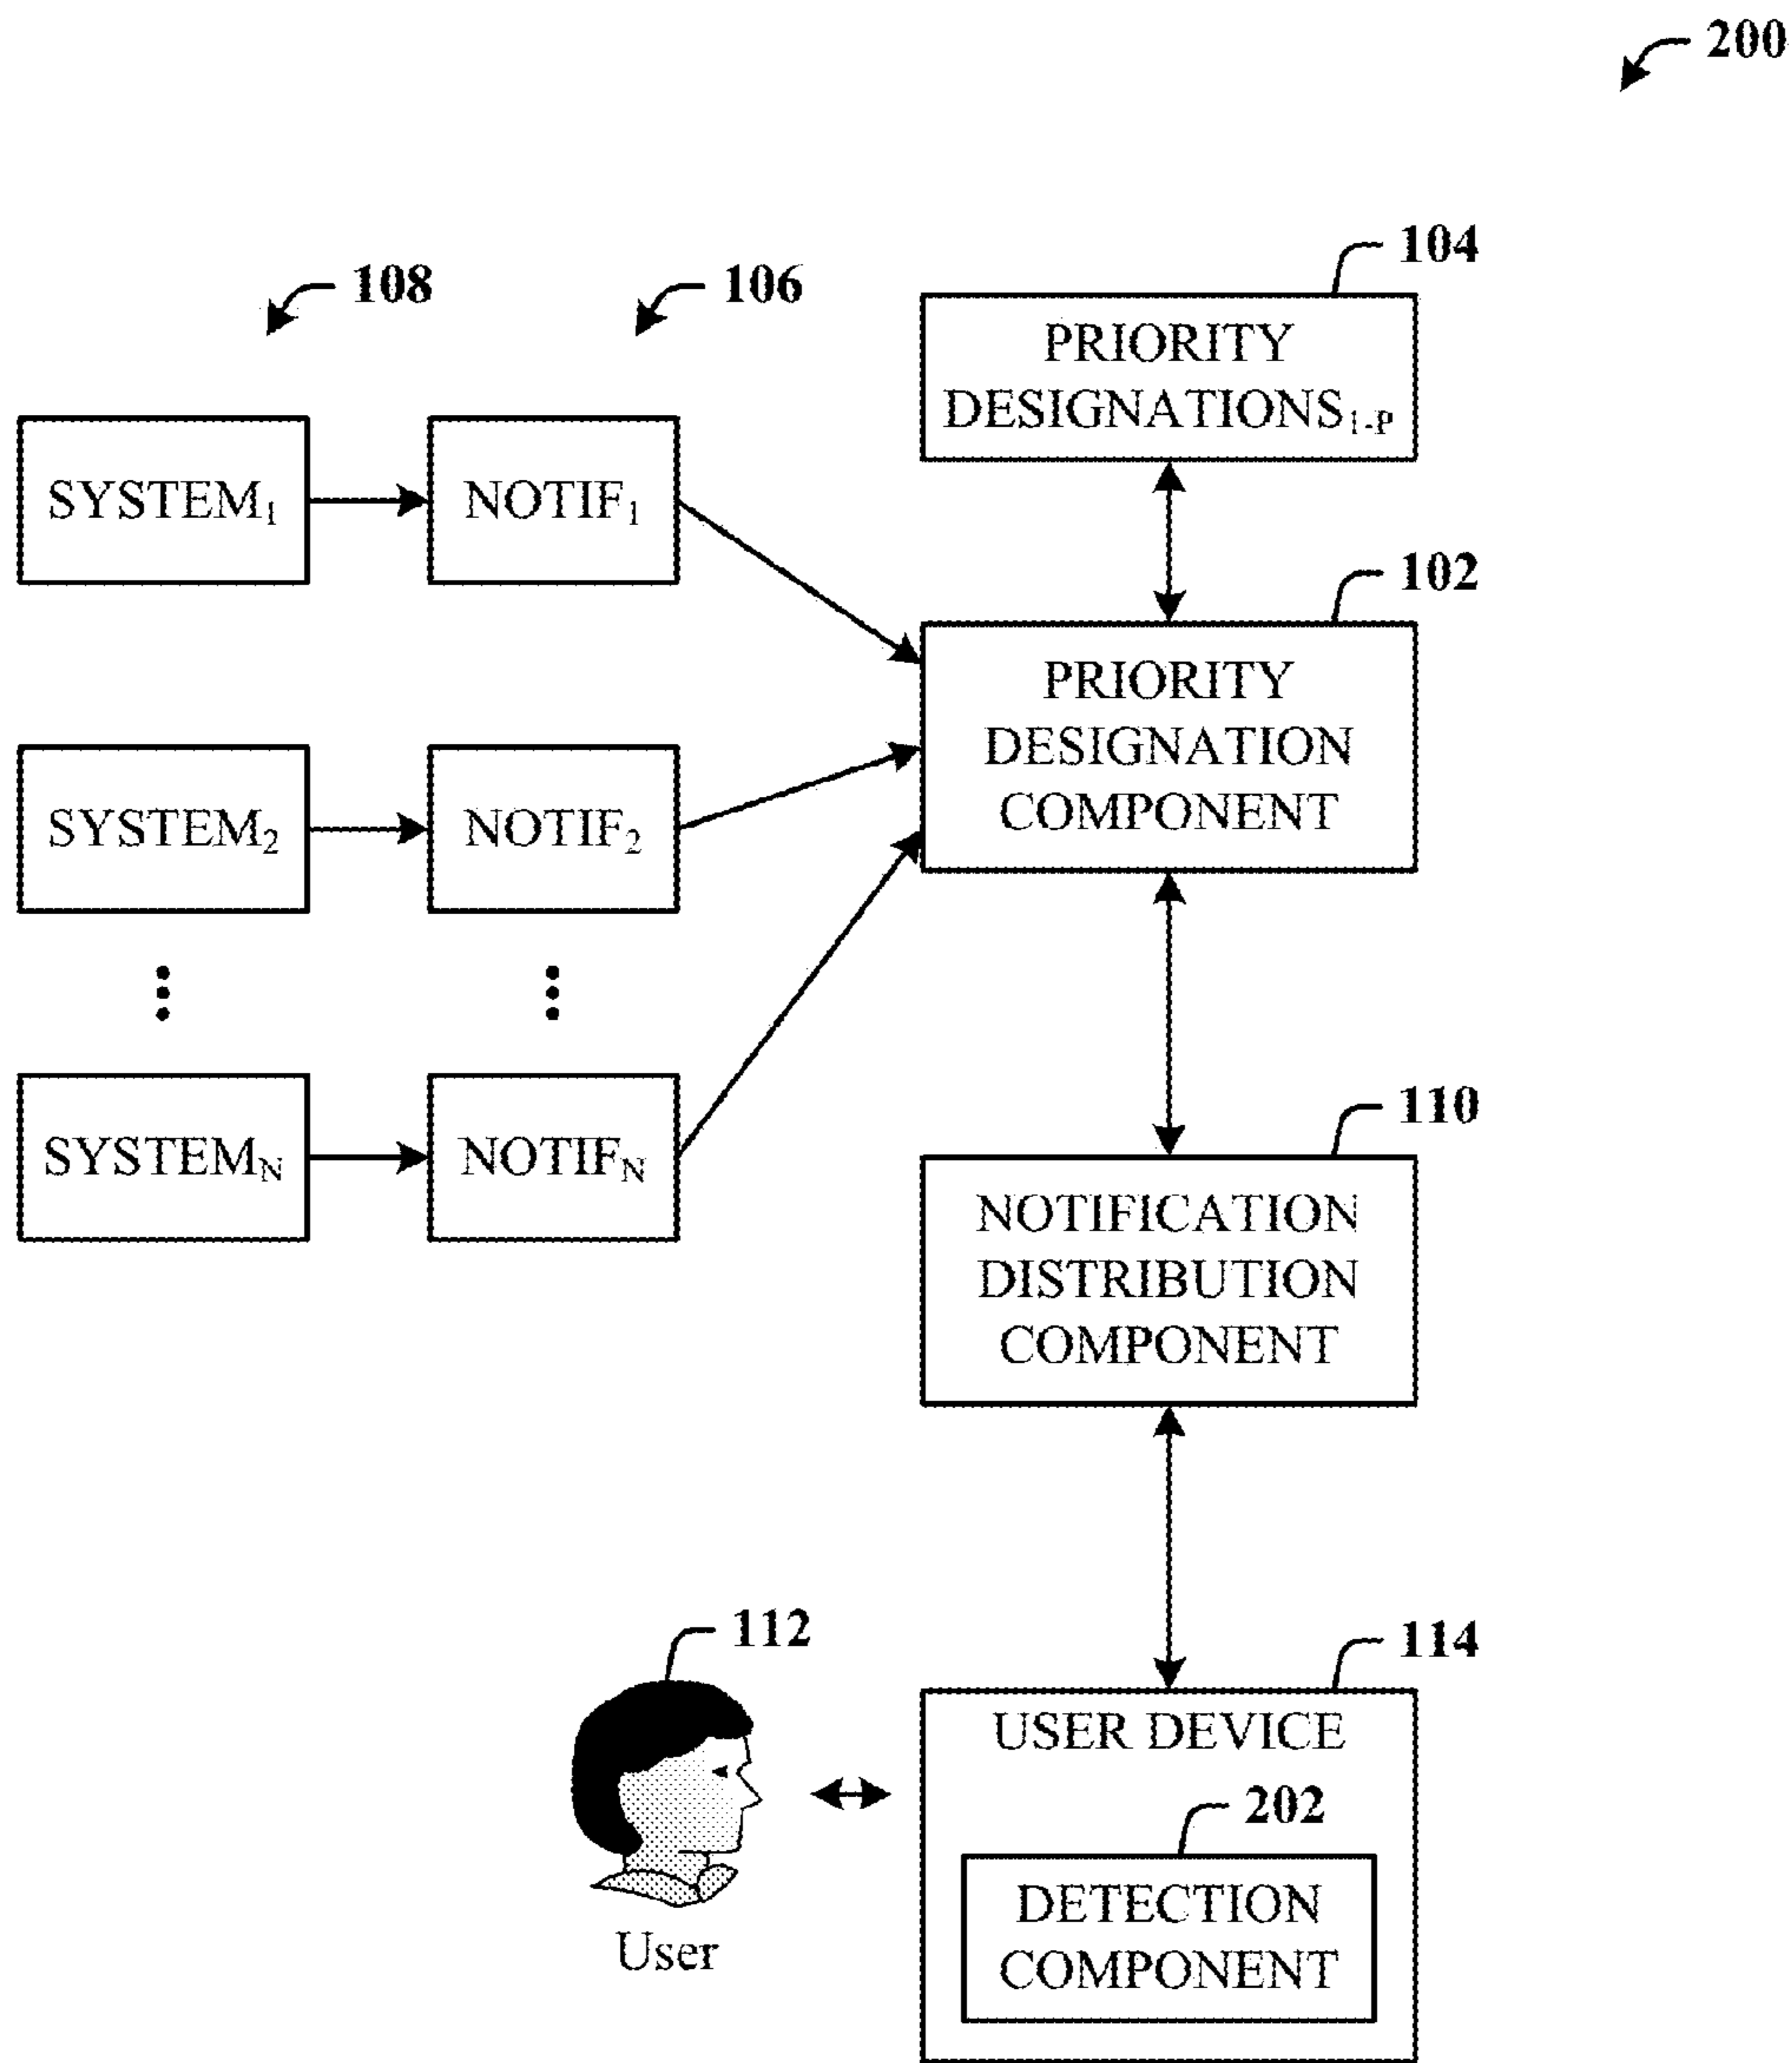 200
108
106
104
PRIORITY
DESIGNATIONS1-P
SYSTEM1
NOTIF1
102
PRIORITY
DESIGNATION
COMPONENT
SYSTEM2
NOTIF2
SYSTEMN
NOTIFN
110
NOTIFICATION
DISTRIBUTION
COMPONENT
112
User
114
USER DEVICE
202
DETECTION
COMPONENT